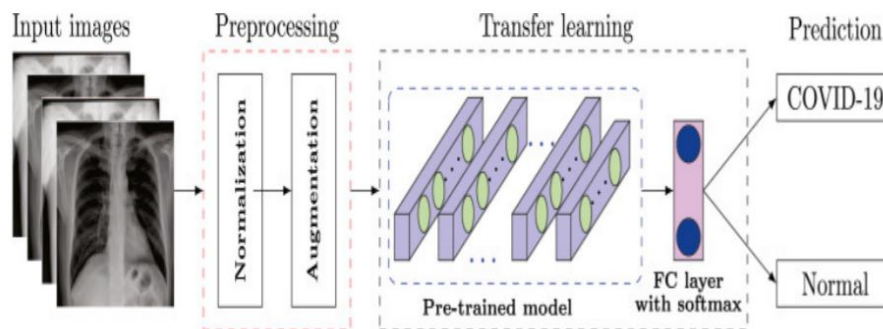 Input images
Preprocessing
Transfer learning
Prediction
Normalization
Augmentation
Pre-trained model
FC layer
with softmax
COVID-19
Normal